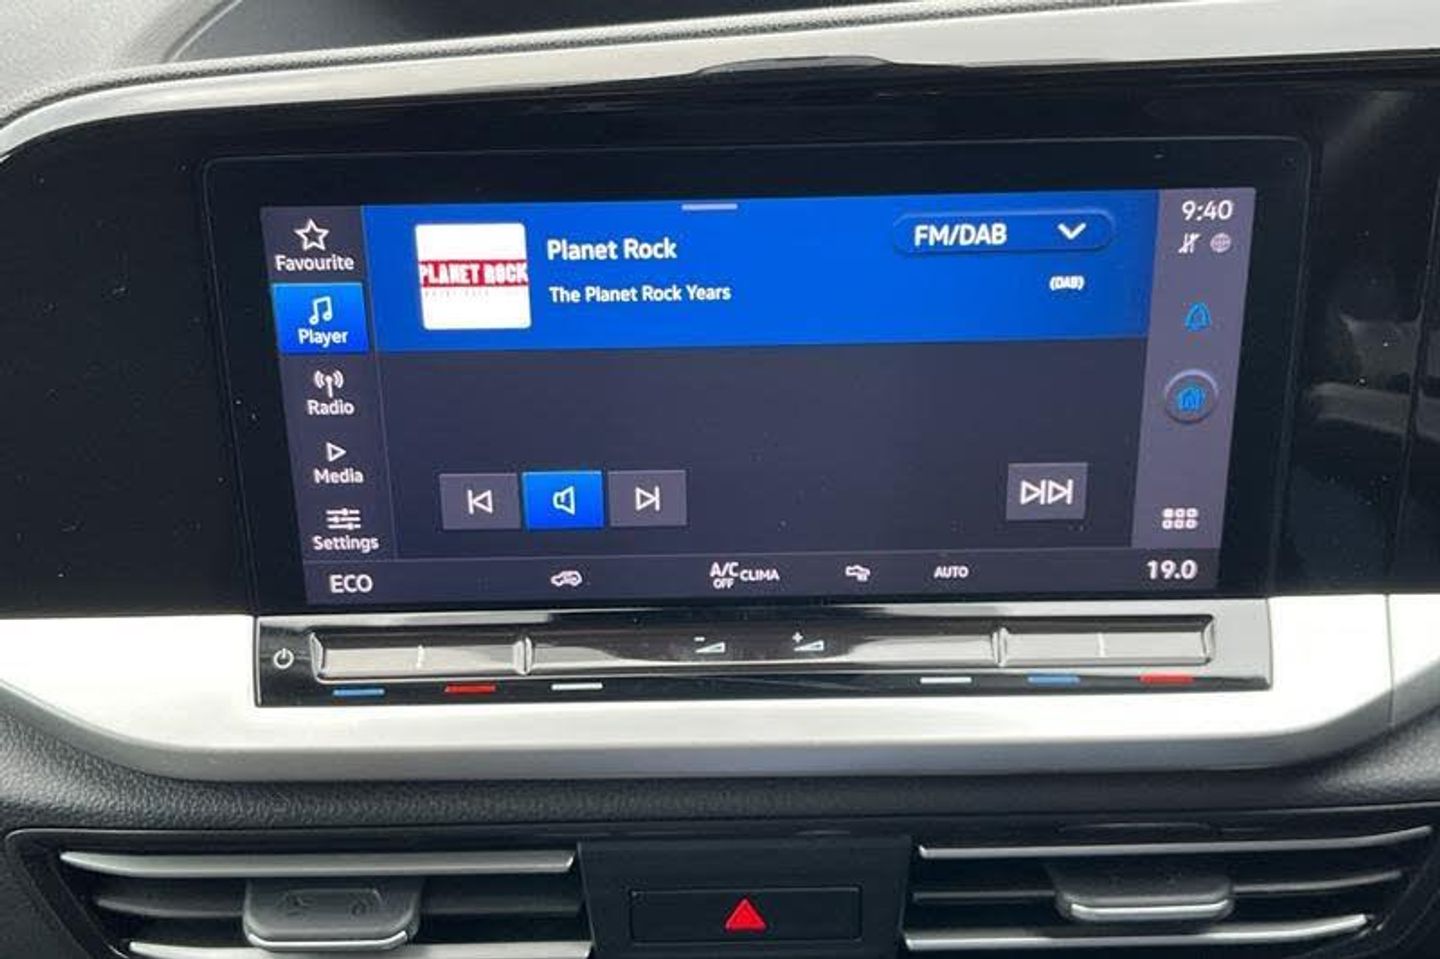 Favourite
Player
Radio
Media
Settings
PLANET ROCK
Planet Rock
The Planet Rock Years
FM/DAB
(DAB)
9:40
ECO
A/C
OFF
CLIMA
AUTO
19.0
-
+